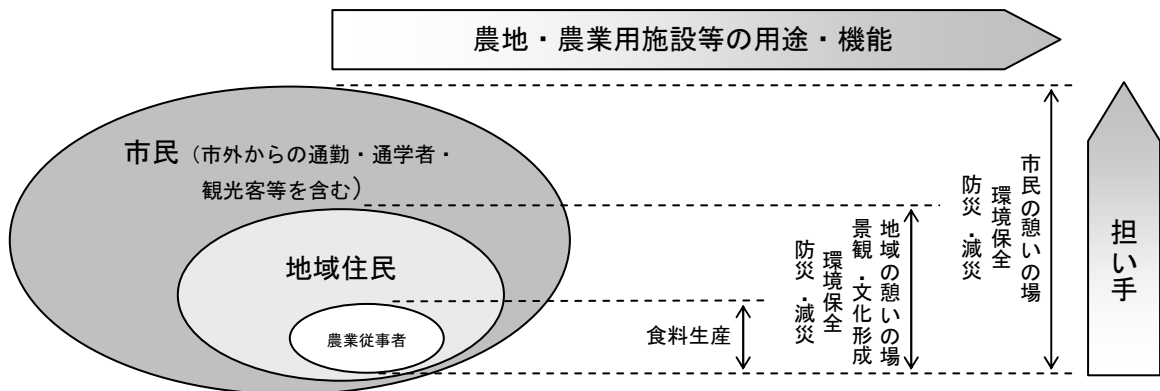 農地・農業用施設等の用途・機能
市民（市外からの通勤・通学者・
観光客等を含む）
地域住民
農業従事者
食料生産
地域の憩いの場
景観・文化形成
環境保全
防災・減災
市民の憩いの場
環境保全
防災・減災
担い手